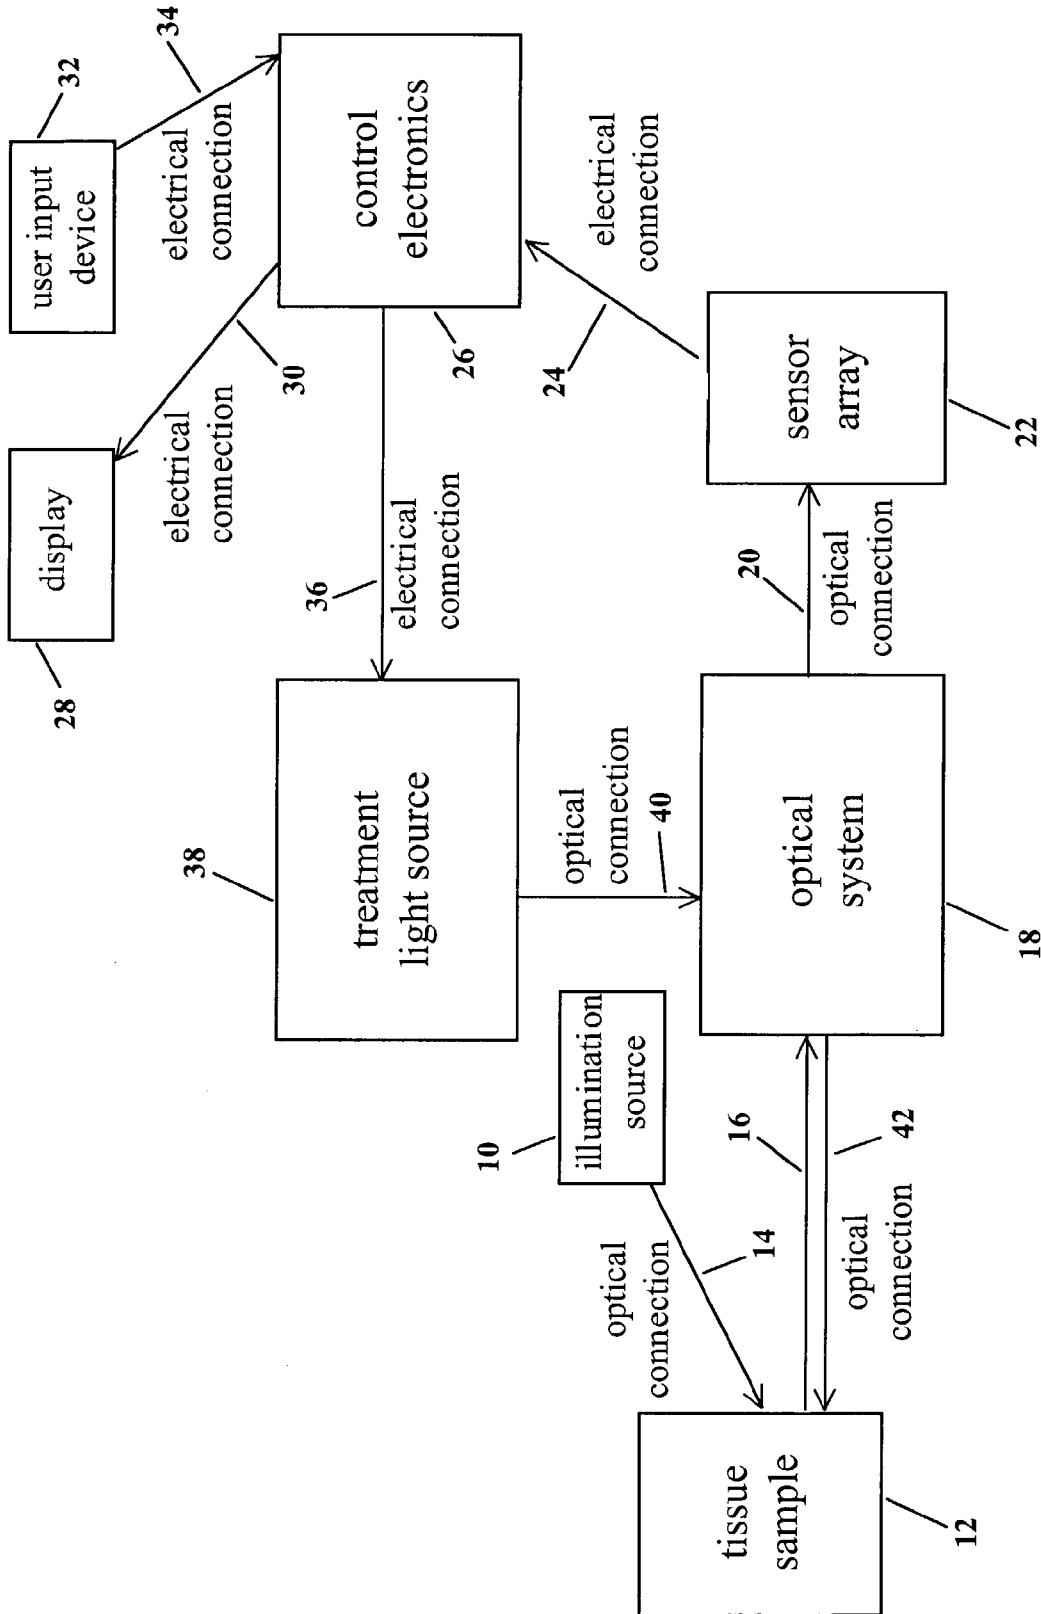 28
display
electrical
connection
30
32
user input
device
34
electrical
connection
38
treatment
light source
36
electrical
connection
26
control
electronics
10
illumination
source
optical
connection
40
optical
connection
14
24
electrical
connection
12
tissue
sample
16
optical
connection
42
18
optical
system
20
optical
connection
22
sensor
array